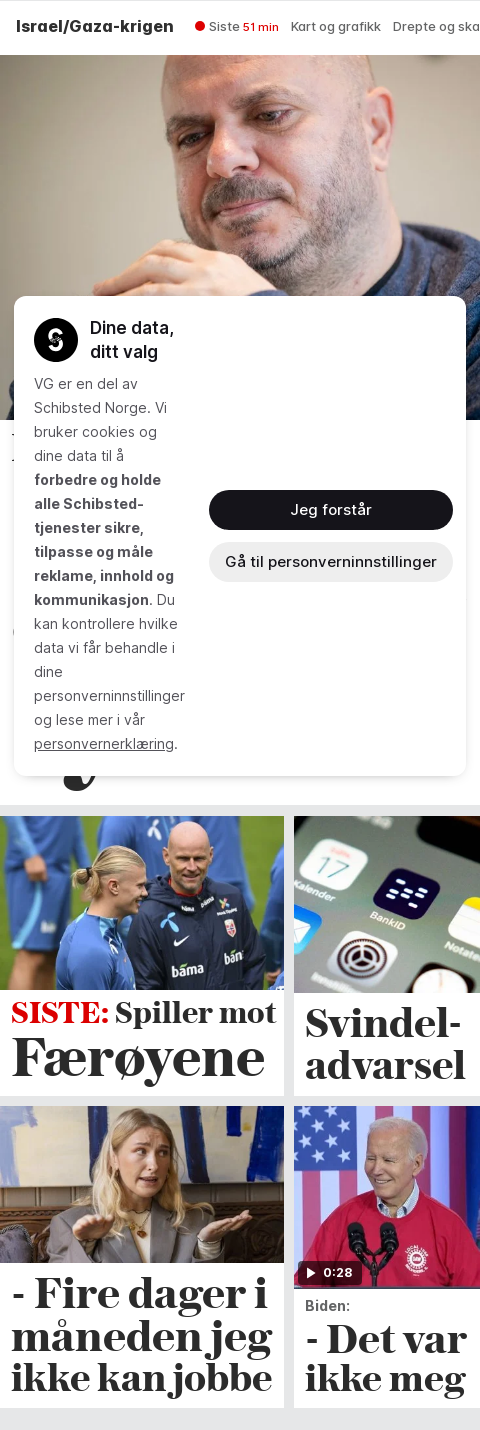 Israel/Gaza-krigen
Siste 51 min
Kart og grafikk
Drepte og ska
Dine data,
ditt valg
VG er en del av
Schibsted Norge. Vi
bruker cookies og
dine data til å
forbedre og holde
alle Schibsted-
tjenester sikre,
tilpasse og måle
reklame, innhold og
kommunikasjon. Du
kan kontrollere hvilke
data vi får behandle i
dine
personverninnstillinger
og lese mer i vår
personvernerklæring.
Jeg forstår
Gå til personverninnstillinger
bama
bama
SISTE: Spiller mot
Færøyene
17
Kalender
BankID
Notater
Svindel-
advarsel
- Fire dager i
måneden jeg
ikke kan jobbe
0:28
Biden:
- Det var
ikke meg